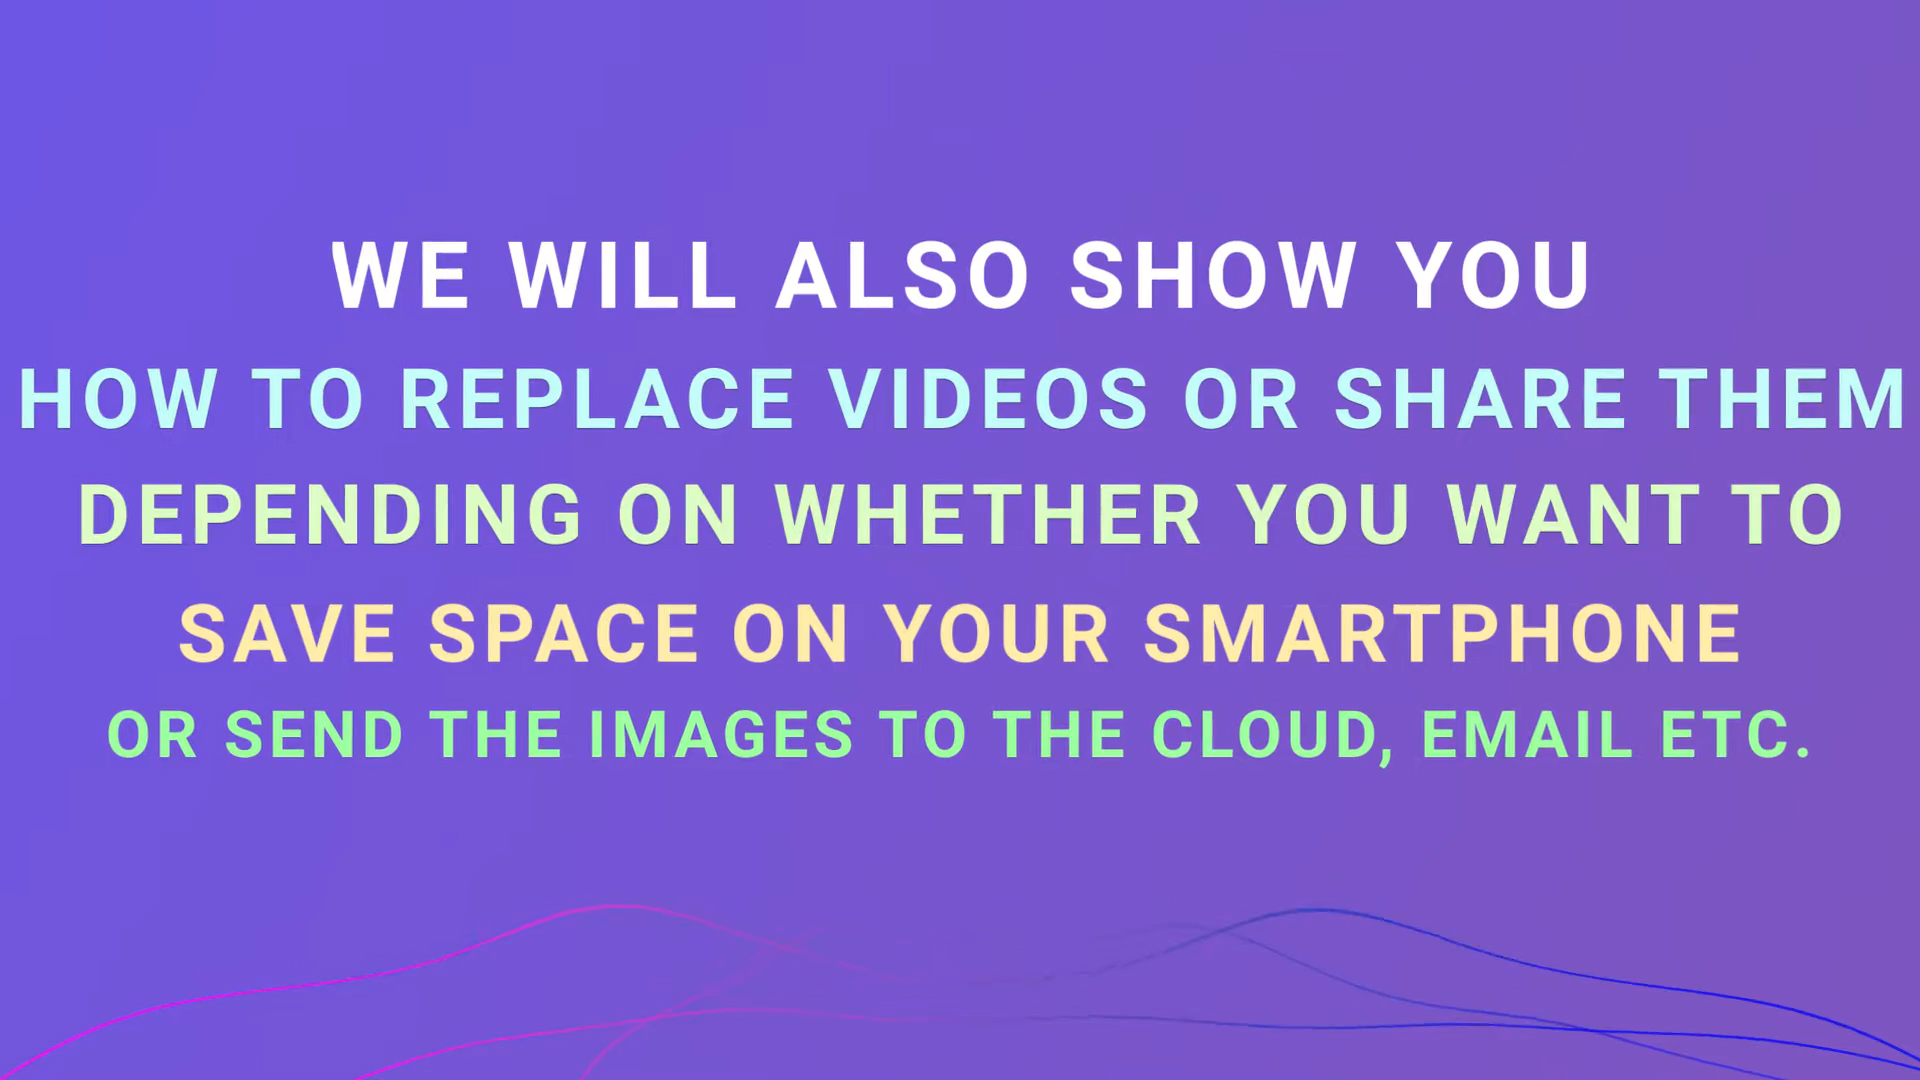 WE WILL ALSO SHOW YOU
HOW TO REPLACE VIDEOS OR SHARE THEM
DEPENDING ON WHETHER YOU WANT TO
SAVE SPACE ON YOUR SMARTPHONE
OR SEND THE IMAGES TO THE CLOUD, EMAIL ETC.